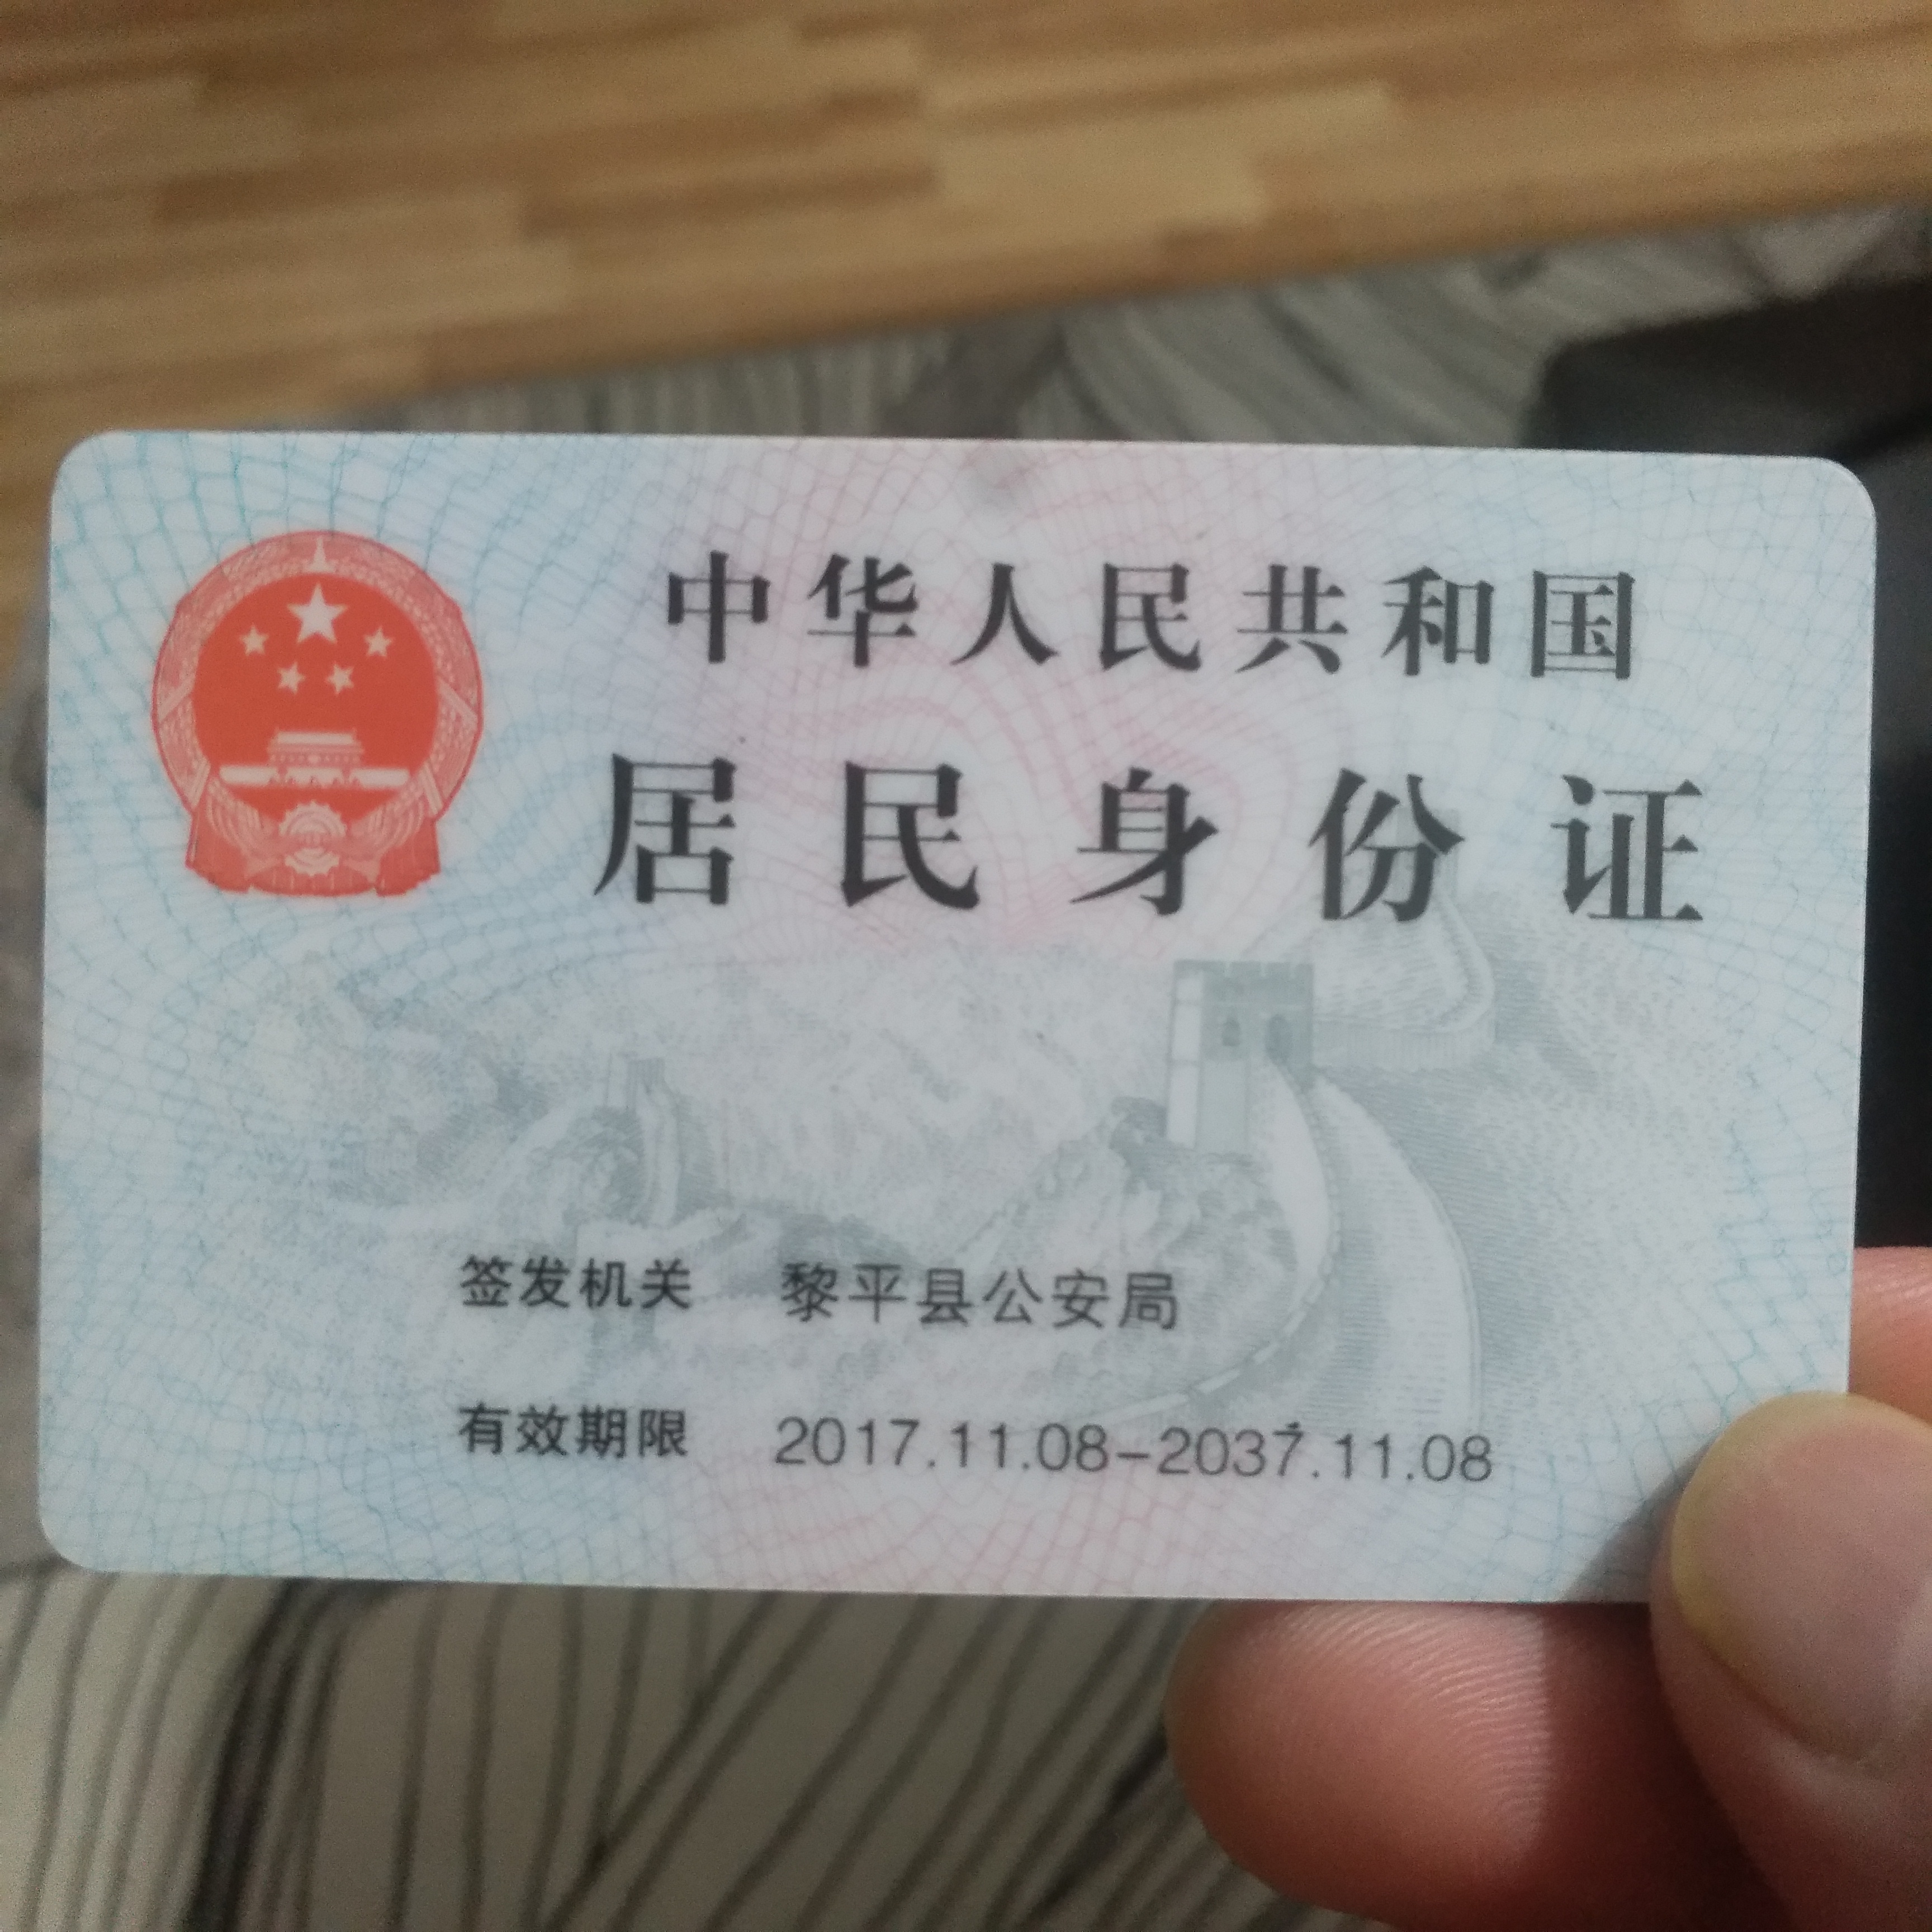 中华人民共和国
居民身份证
签发机关 黎平县公安局
有效期限 2017.11.08-2037.11.08